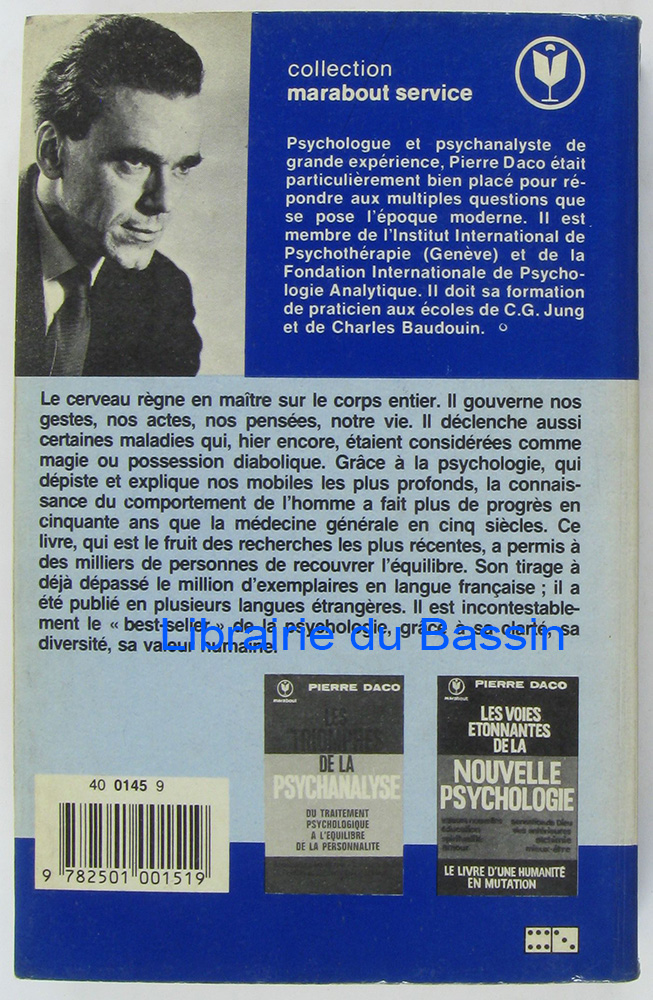 collection
marabout service
Psychologue et psychanalyste de
grande expérience, Pierre Daco était
particulièrement bien placé pour ré-
pondre aux multiples questions que
se pose l'époque moderne. Il est
membre de l'Institut International de
Psychothérapie (Genève) et de la
Fondation Internationale de Psycho-
logie Analytique. Il doit sa formation
de praticien aux écoles de C.G. Jung
et de Charles Baudouin.
Le cerveau règne en maître sur le corps entier. Il gouverne nos
gestes, nos actes, nos pensées, notre vie. Il déclenche aussi
certaines maladies qui, hier encore, étaient considérées comme
magie ou possession diabolique. Grâce à la psychologie, qui
dépiste et explique nos mobiles les plus profonds, la connais-
sance du comportement de l'homme a fait plus de progrès en
cinquante ans que la médecine générale en cinq siècles. Ce
livre, qui est le fruit des recherches les plus récentes, a permis à
des milliers de personnes de recouvrer l'équilibre. Son tirage a
déjà dépassé le million d'exemplaires en langue française ; il a
été publié en plusieurs langues étrangères. Il est incontestable-
ment le « best-seller » de la psychologie, grâce à sa clarté, sa
diversité, sa valeur humaine.
Librairie du Bassin
marabout
PIERRE DACO
LES
TRIOMPHES
DE LA
PSYCHANALYSE
DU TRAITEMENT
PSYCHOLOGIQUE
A L'EQUILIBRE
DE LA PERSONNALITE
marabout
PIERRE DACO
LES VOIES
ETONNANTES
DE LA
NOUVELLE
PSYCHOLOGIE
éducation
spiritualité
amour
alchimie
mieux-être
LE LIVRE D'UNE HUMANITÉ
EN MUTATION
40 0145 9
9 782501 001519